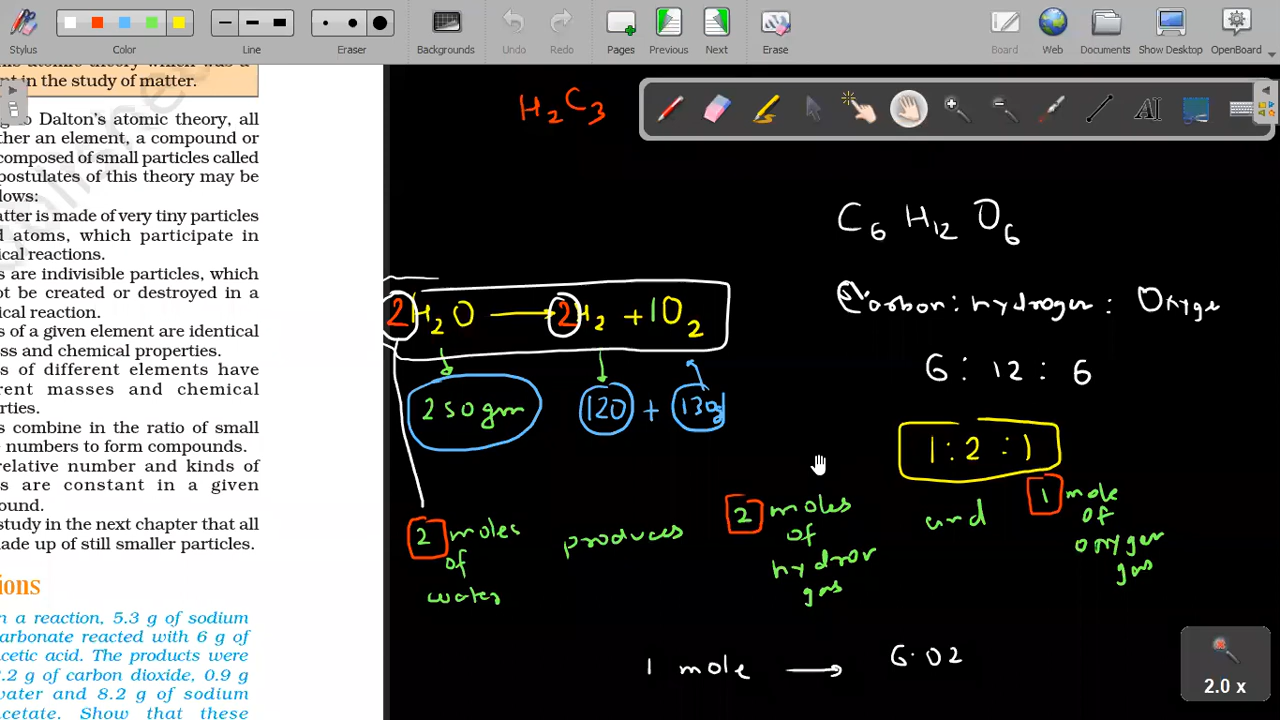 Stylus
Color
Line
Eraser
Backgrounds
Undo
Redo
Pages
Previous
Next
Erase
Board
Web
Documents
Show Desktop
OpenBoard
nt in the study of matter.
g to Dalton's atomic theory, all
ther an element, a compound or
composed of small particles called
postulates of this theory may be
lows:
atter is made of very tiny particles
d atoms, which participate in
ical reactions.
s are indivisible particles, which
ot be created or destroyed in a
ical reaction.
s of a given element are identical
ss and chemical properties.
s of different elements have
erent masses and chemical
erties.
s combine in the ratio of small
e numbers to form compounds.
relative number and kinds of
s are constant in a given
ound.
study in the next chapter that all
made up of still smaller particles.
ions
n a reaction, 5.3 g of sodium
arbonate reacted with 6 g of
cetic acid. The products were
.2 g of carbon dioxide, 0.9 g
water and 8.2 g of sodium
cetate. Show that these
H₂C₃
C₆ H₁₂ O₆
2H₂O → 2H₂ + 1O₂
250gm 120 + 130g
Carbon: hydrogen: Oxyge
6: 12: 6
1:2:1
2 moles of water produces 2 moles of hydror gas and 1 mole of oxygen gas
1 mole → 6.02
2.0 x